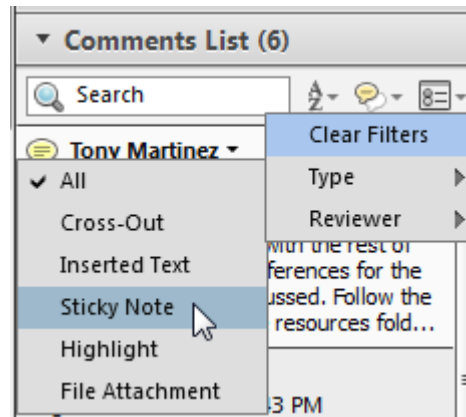 Comments List (6)
Search
Clear Filters
Tony Martinez
All
Type
Cross-Out
Reviewer
with the rest of
Inserted Text
ferences for the
Sticky Note
ussed. Follow the
resources fold...
Highlight
File Attachment
43 PM